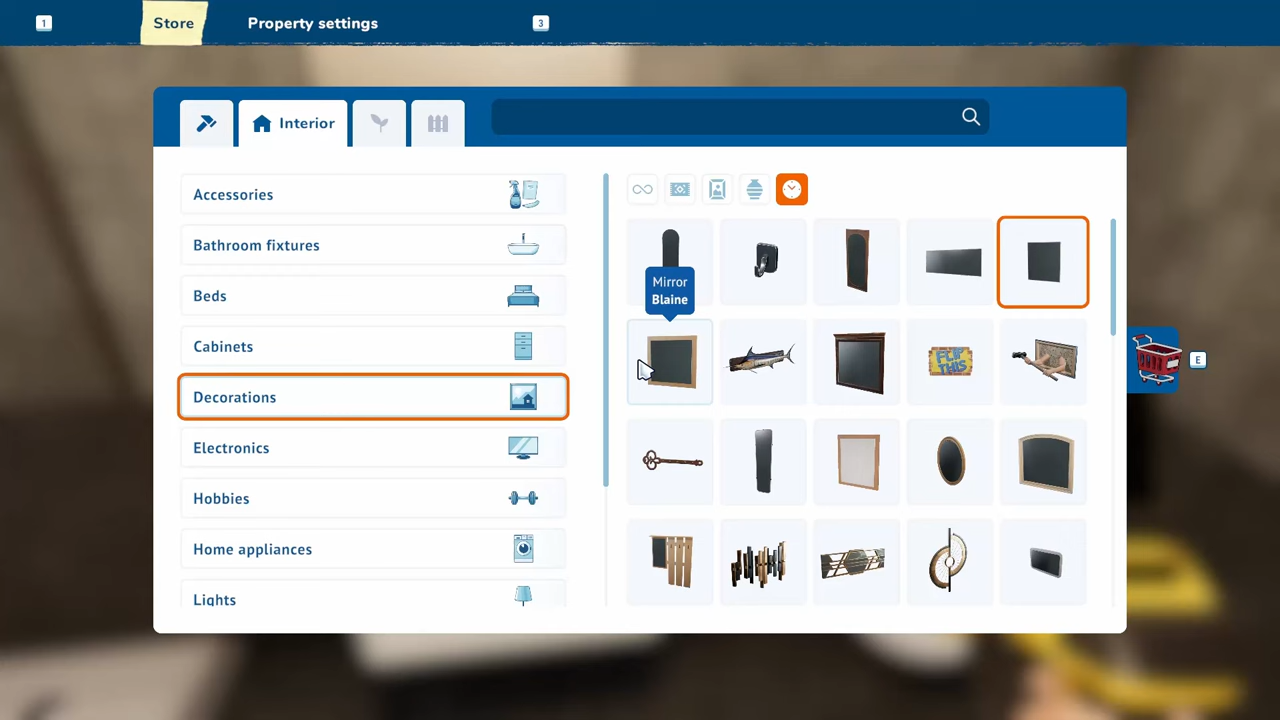 1
Store
Property settings
3
Interior
Accessories
Bathroom fixtures
Beds
Cabinets
Decorations
Electronics
Hobbies
Home appliances
Lights
Mirror
Blaine
FLIP
THIS
E